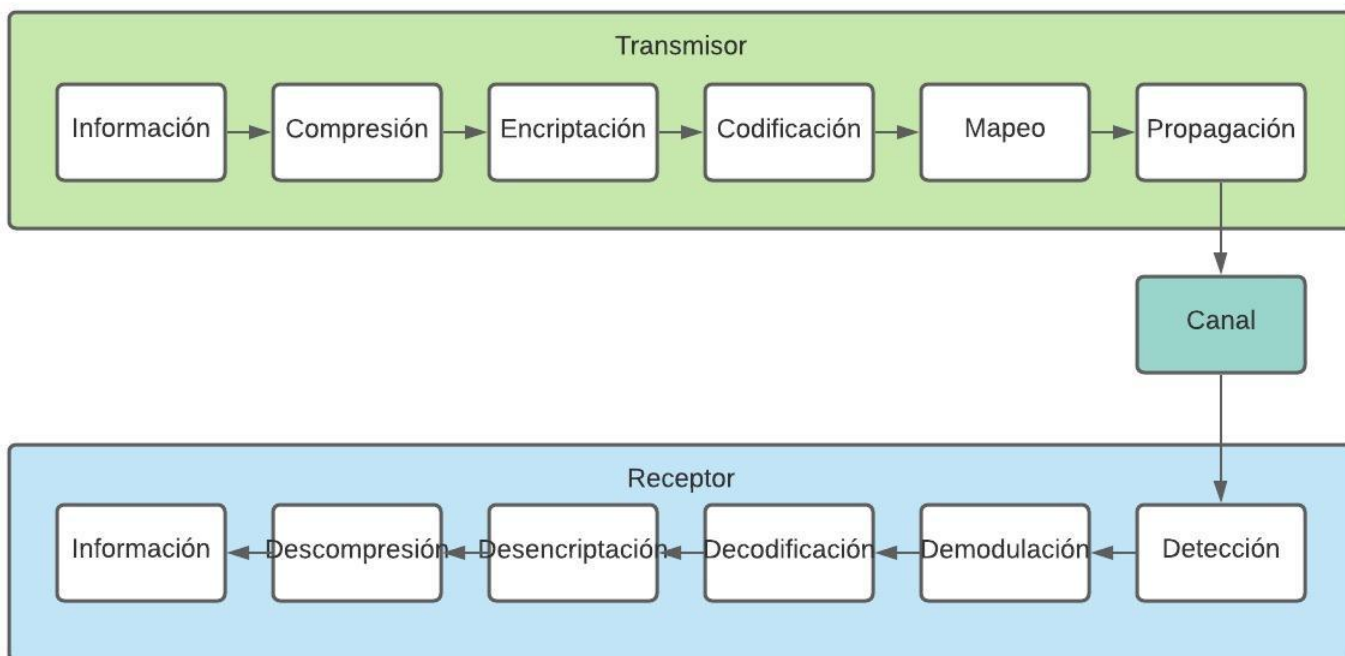 Transmisor
Información
Compresión
Encriptación
Codificación
Mapeo
Propagación
Canal
Receptor
Información
Descompresión
Desencriptación
Decodificación
Demodulación
Detección